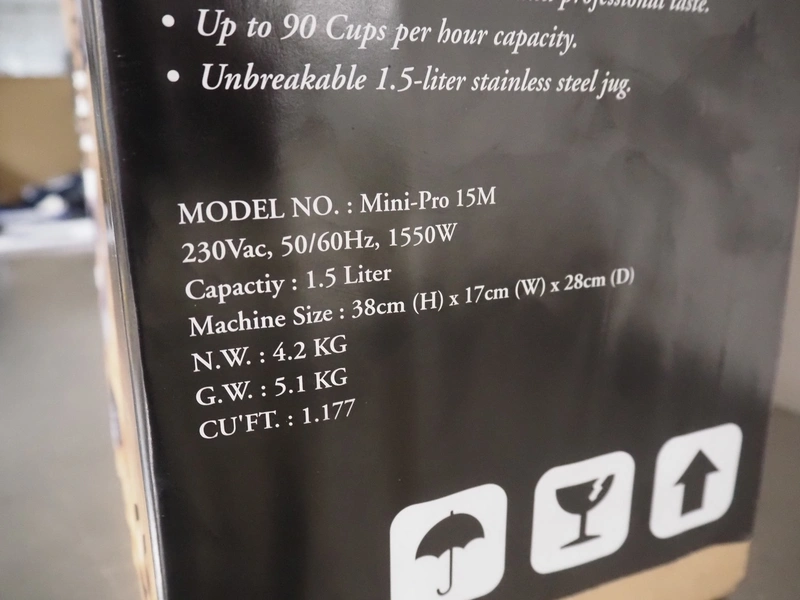 professional taste.
• Up to 90 Cups per hour capacity.
• Unbreakable 1.5-liter stainless steel jug.
MODEL NO. : Mini-Pro 15M
230Vac, 50/60Hz, 1550W
Capactiy : 1.5 Liter
Machine Size : 38cm (H) x 17cm (W) x 28cm (D)
N.W. : 4.2 KG
G.W. : 5.1 KG
CU'FT. : 1.177